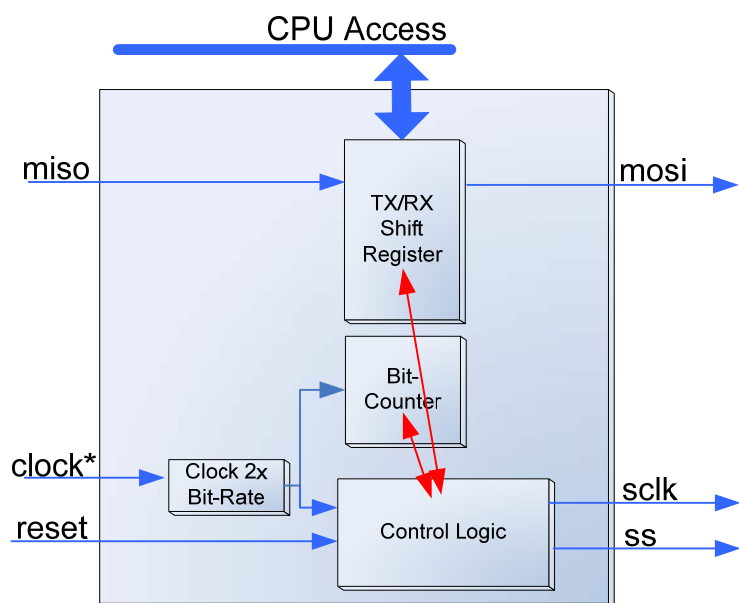 CPU Access
miso
mosi
TX/RX
Shift
Register
Bit-
Counter
clock*
Clock 2x
Bit-Rate
sclk
reset
Control Logic
ss